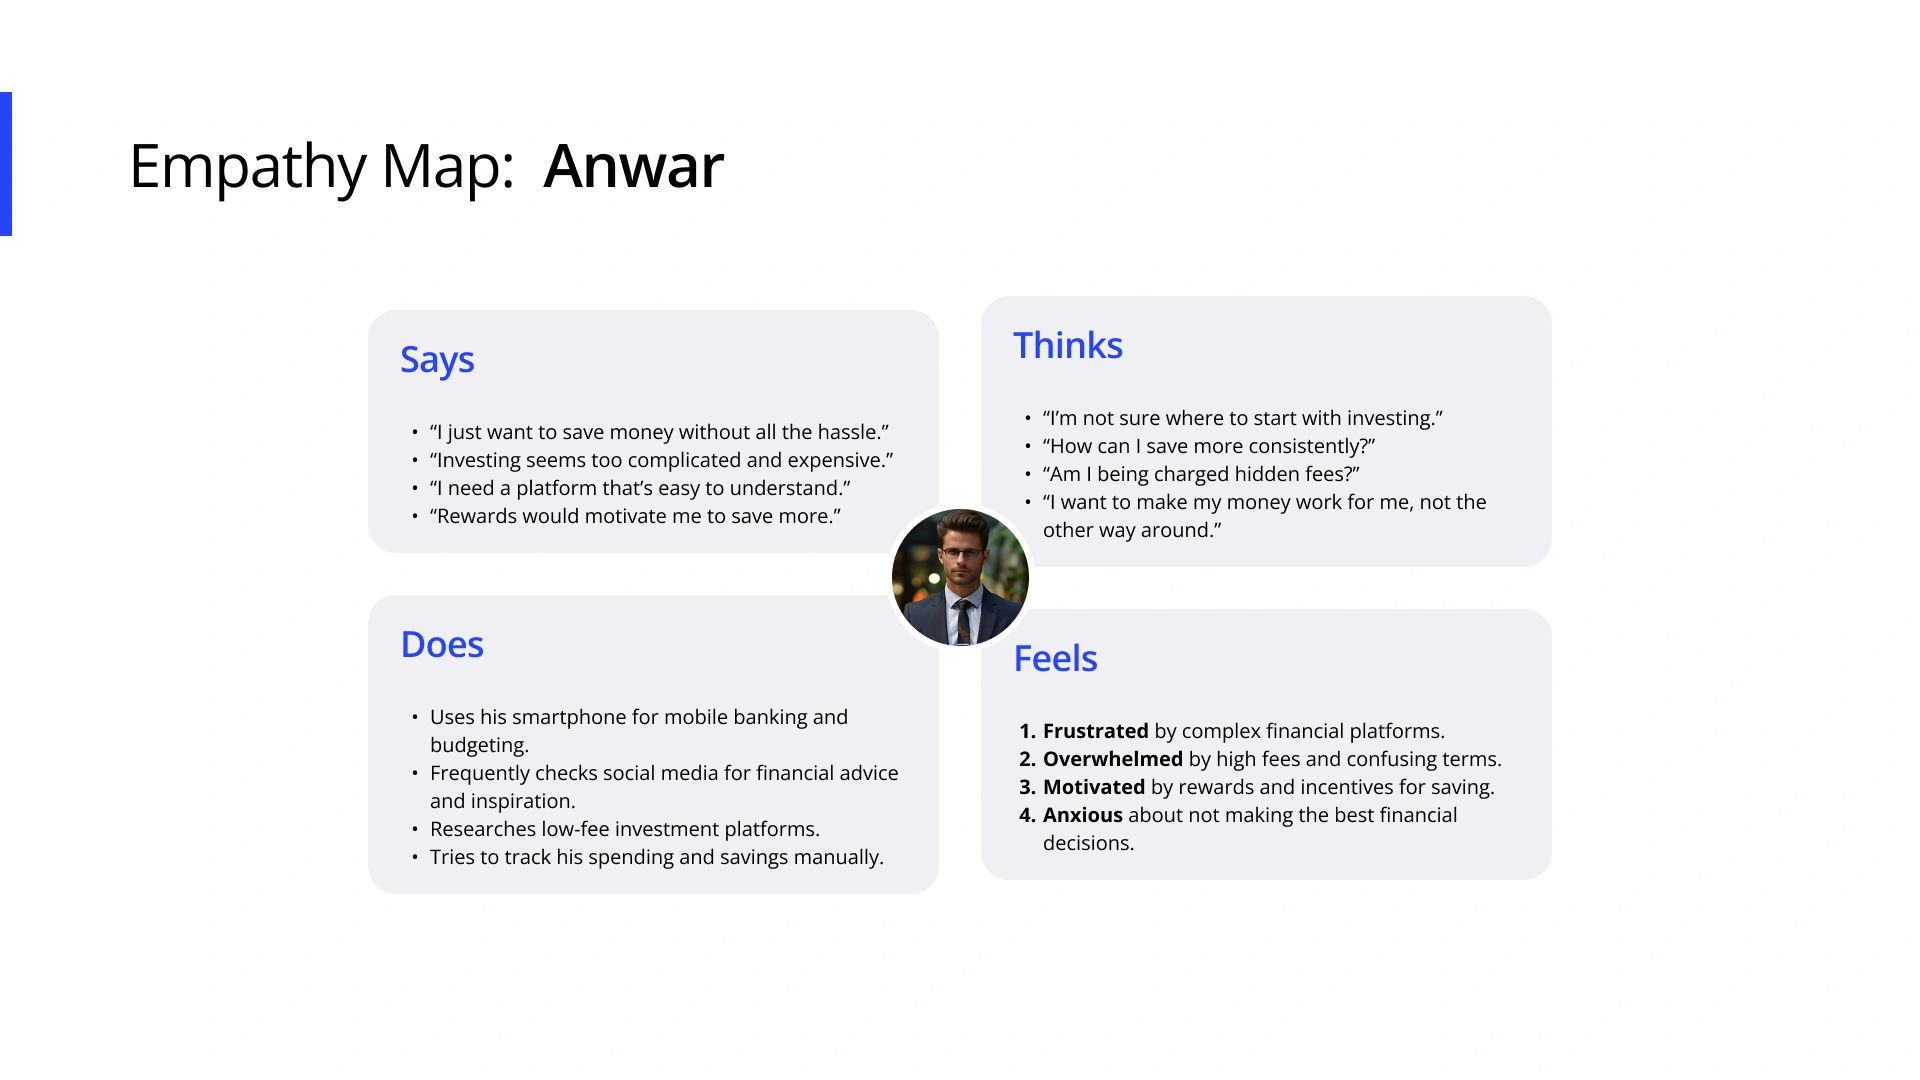 Empathy Map: Anwar
Says
• “I just want to save money without all the hassle.”
• “Investing seems too complicated and expensive.”
• “I need a platform that’s easy to understand.”
• “Rewards would motivate me to save more.”
Thinks
• “I’m not sure where to start with investing.”
• “How can I save more consistently?”
• “Am I being charged hidden fees?”
• “I want to make my money work for me, not the
other way around.”
Does
• Uses his smartphone for mobile banking and
budgeting.
• Frequently checks social media for financial advice
and inspiration.
• Researches low-fee investment platforms.
• Tries to track his spending and savings manually.
Feels
1. Frustrated by complex financial platforms.
2. Overwhelmed by high fees and confusing terms.
3. Motivated by rewards and incentives for saving.
4. Anxious about not making the best financial
decisions.